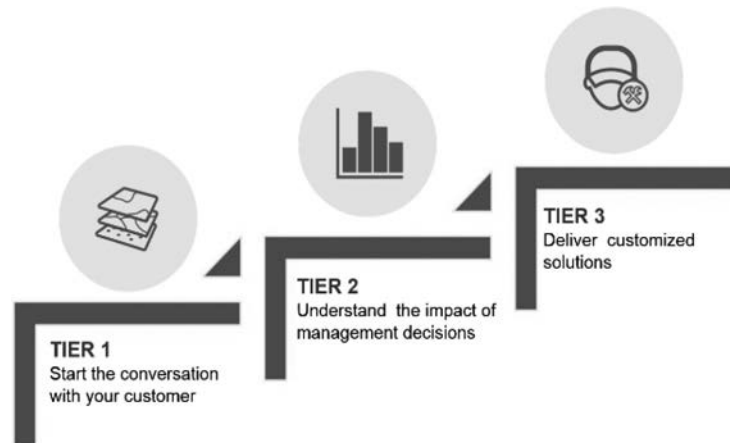 TIER 1
Start the conversation
with your customer
TIER 2
Understand the impact of
management decisions
TIER 3
Deliver customized
solutions